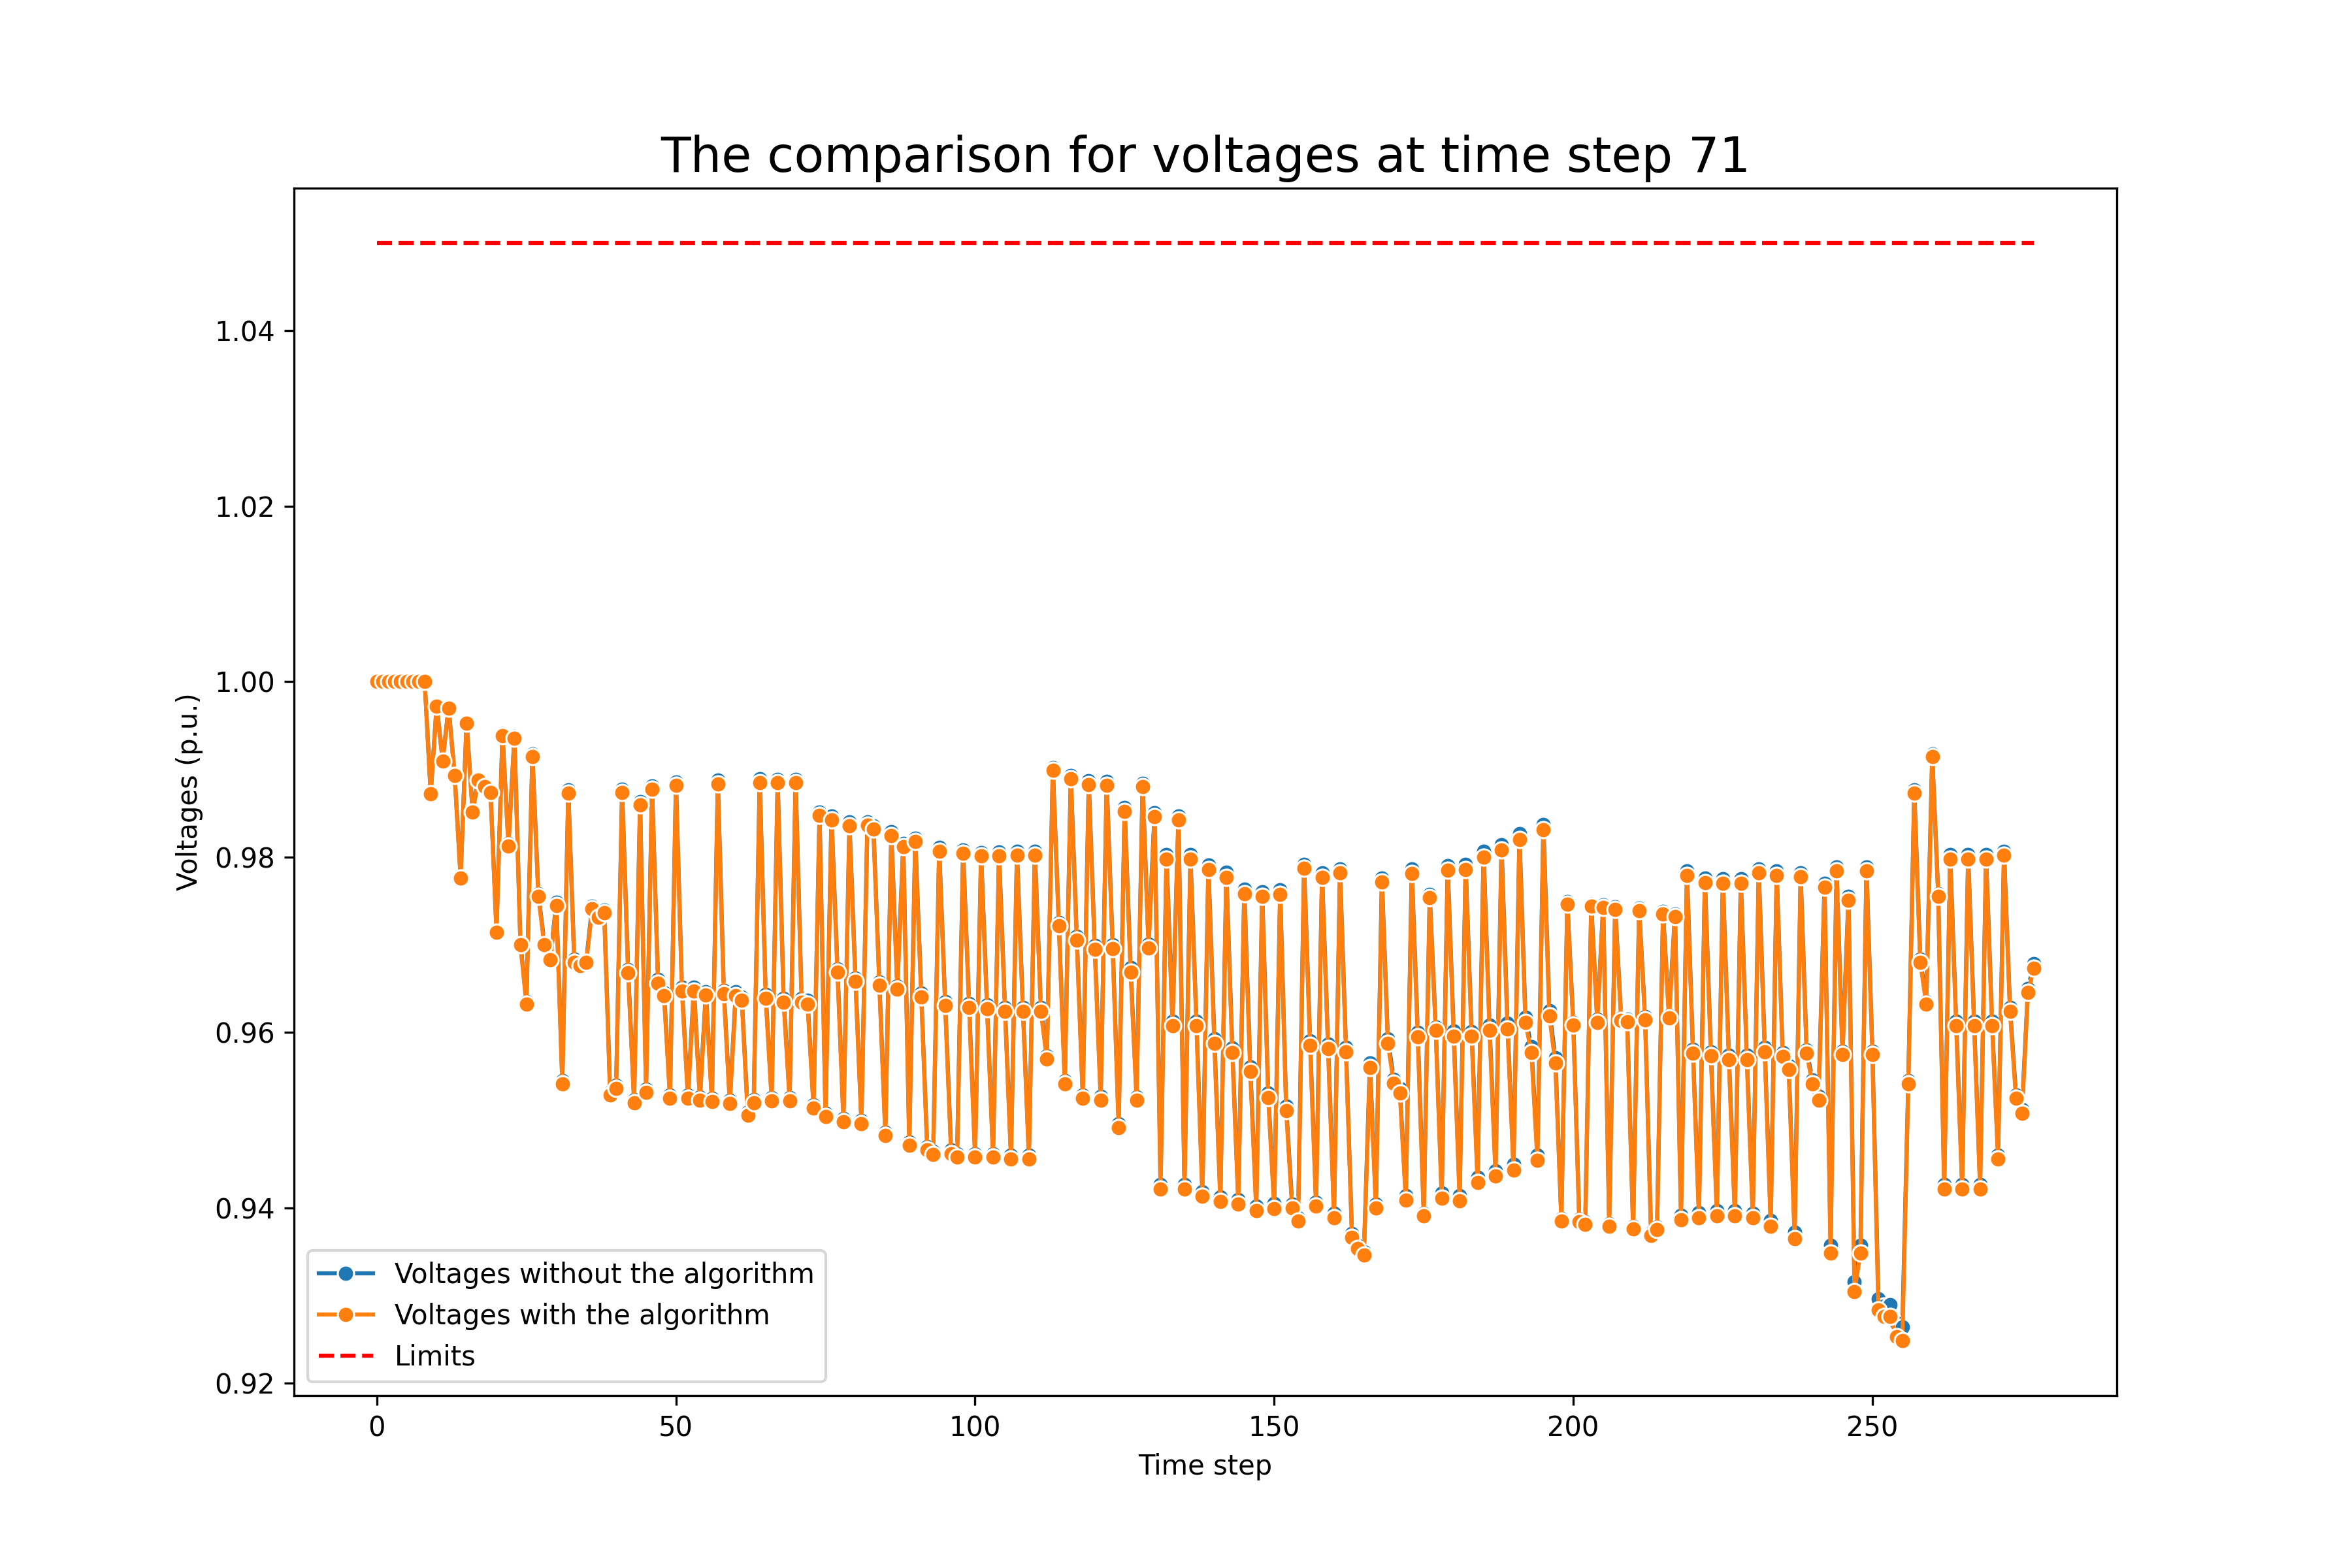 The comparison for voltages at time step 71
Voltages (p.u.)
1.04
1.02
1.00
0.98
0.96
0.94
0.92
Voltages without the algorithm
Voltages with the algorithm
Limits
0 50 100 150 200 250
Time step